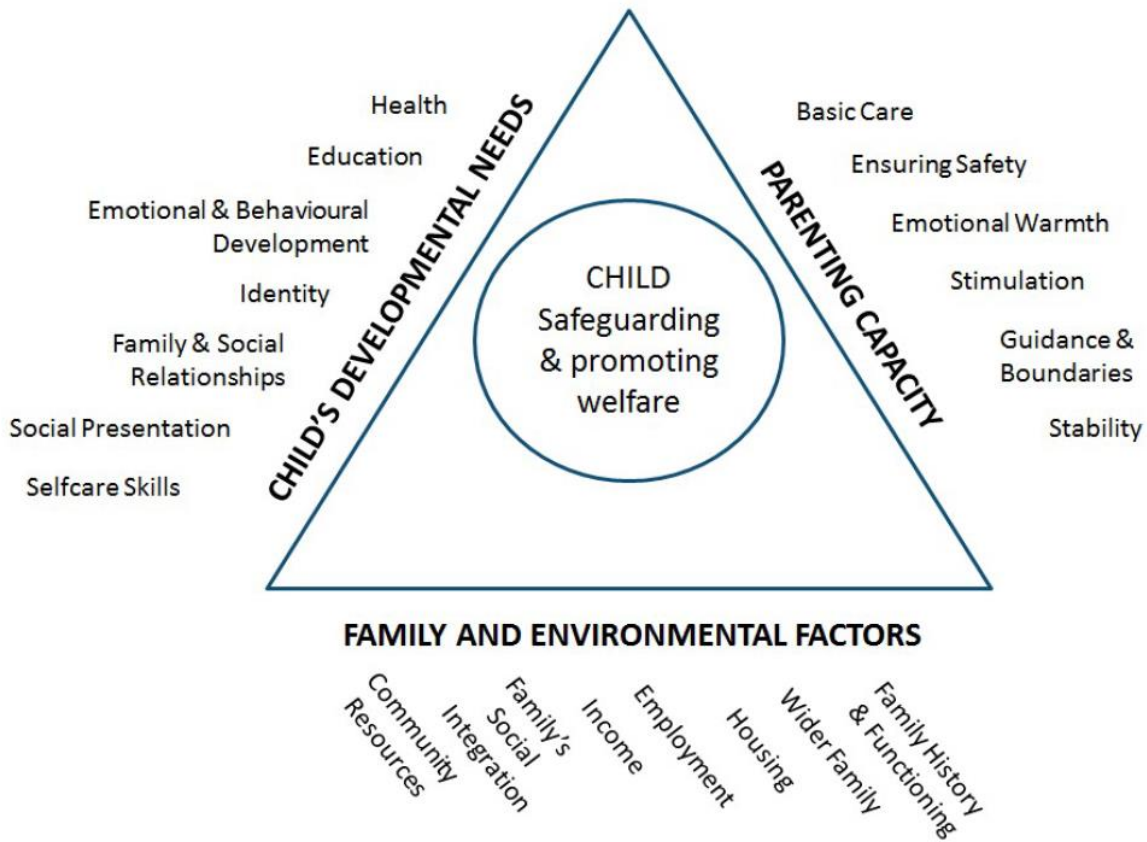 Health
Education
Emotional & Behavioural
Development
Identity
Family & Social
Relationships
Social Presentation
Selfcare Skills
CHILD'S DEVELOPMENTAL NEEDS
CHILD
Safeguarding
& promoting
welfare
PARENTING CAPACITY
Basic Care
Ensuring Safety
Emotional Warmth
Stimulation
Guidance &
Boundaries
Stability
FAMILY AND ENVIRONMENTAL FACTORS
Community
Resources
Family's
Social
Integration
Income
Employment
Housing
Wider Family
Family History
& Functioning